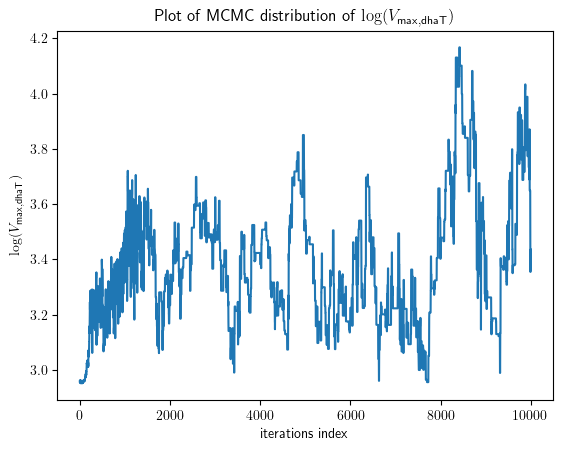 Plot of MCMC distribution of log(V_max,dhaT)
log(V_max,dhaT)
4.2
4.0
3.8
3.6
3.4
3.2
3.0
0 2000 4000 6000 8000 10000
iterations index